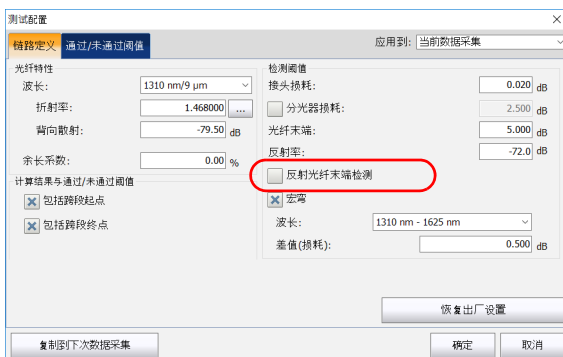 测试配置
链路定义 通过/未通过阈值 应用到: 当前数据采集
光纤特性
波长: 1310 nm/9 µm
折射率: 1.468000 ...
背向散射: -79.50 dB
余长系数: 0.00 %
计算结果与通过/未通过阈值
包括跨段起点
包括跨段终点
检测阈值
接头损耗: 0.020 dB
分光器损耗: 2.500 dB
光纤末端: 5.000 dB
反射率: -72.0 dB
反射光纤末端检测
宏弯
波长: 1310 nm - 1625 nm
差值(损耗): 0.500 dB
恢复出厂设置
复制到下次数据采集 确定 取消